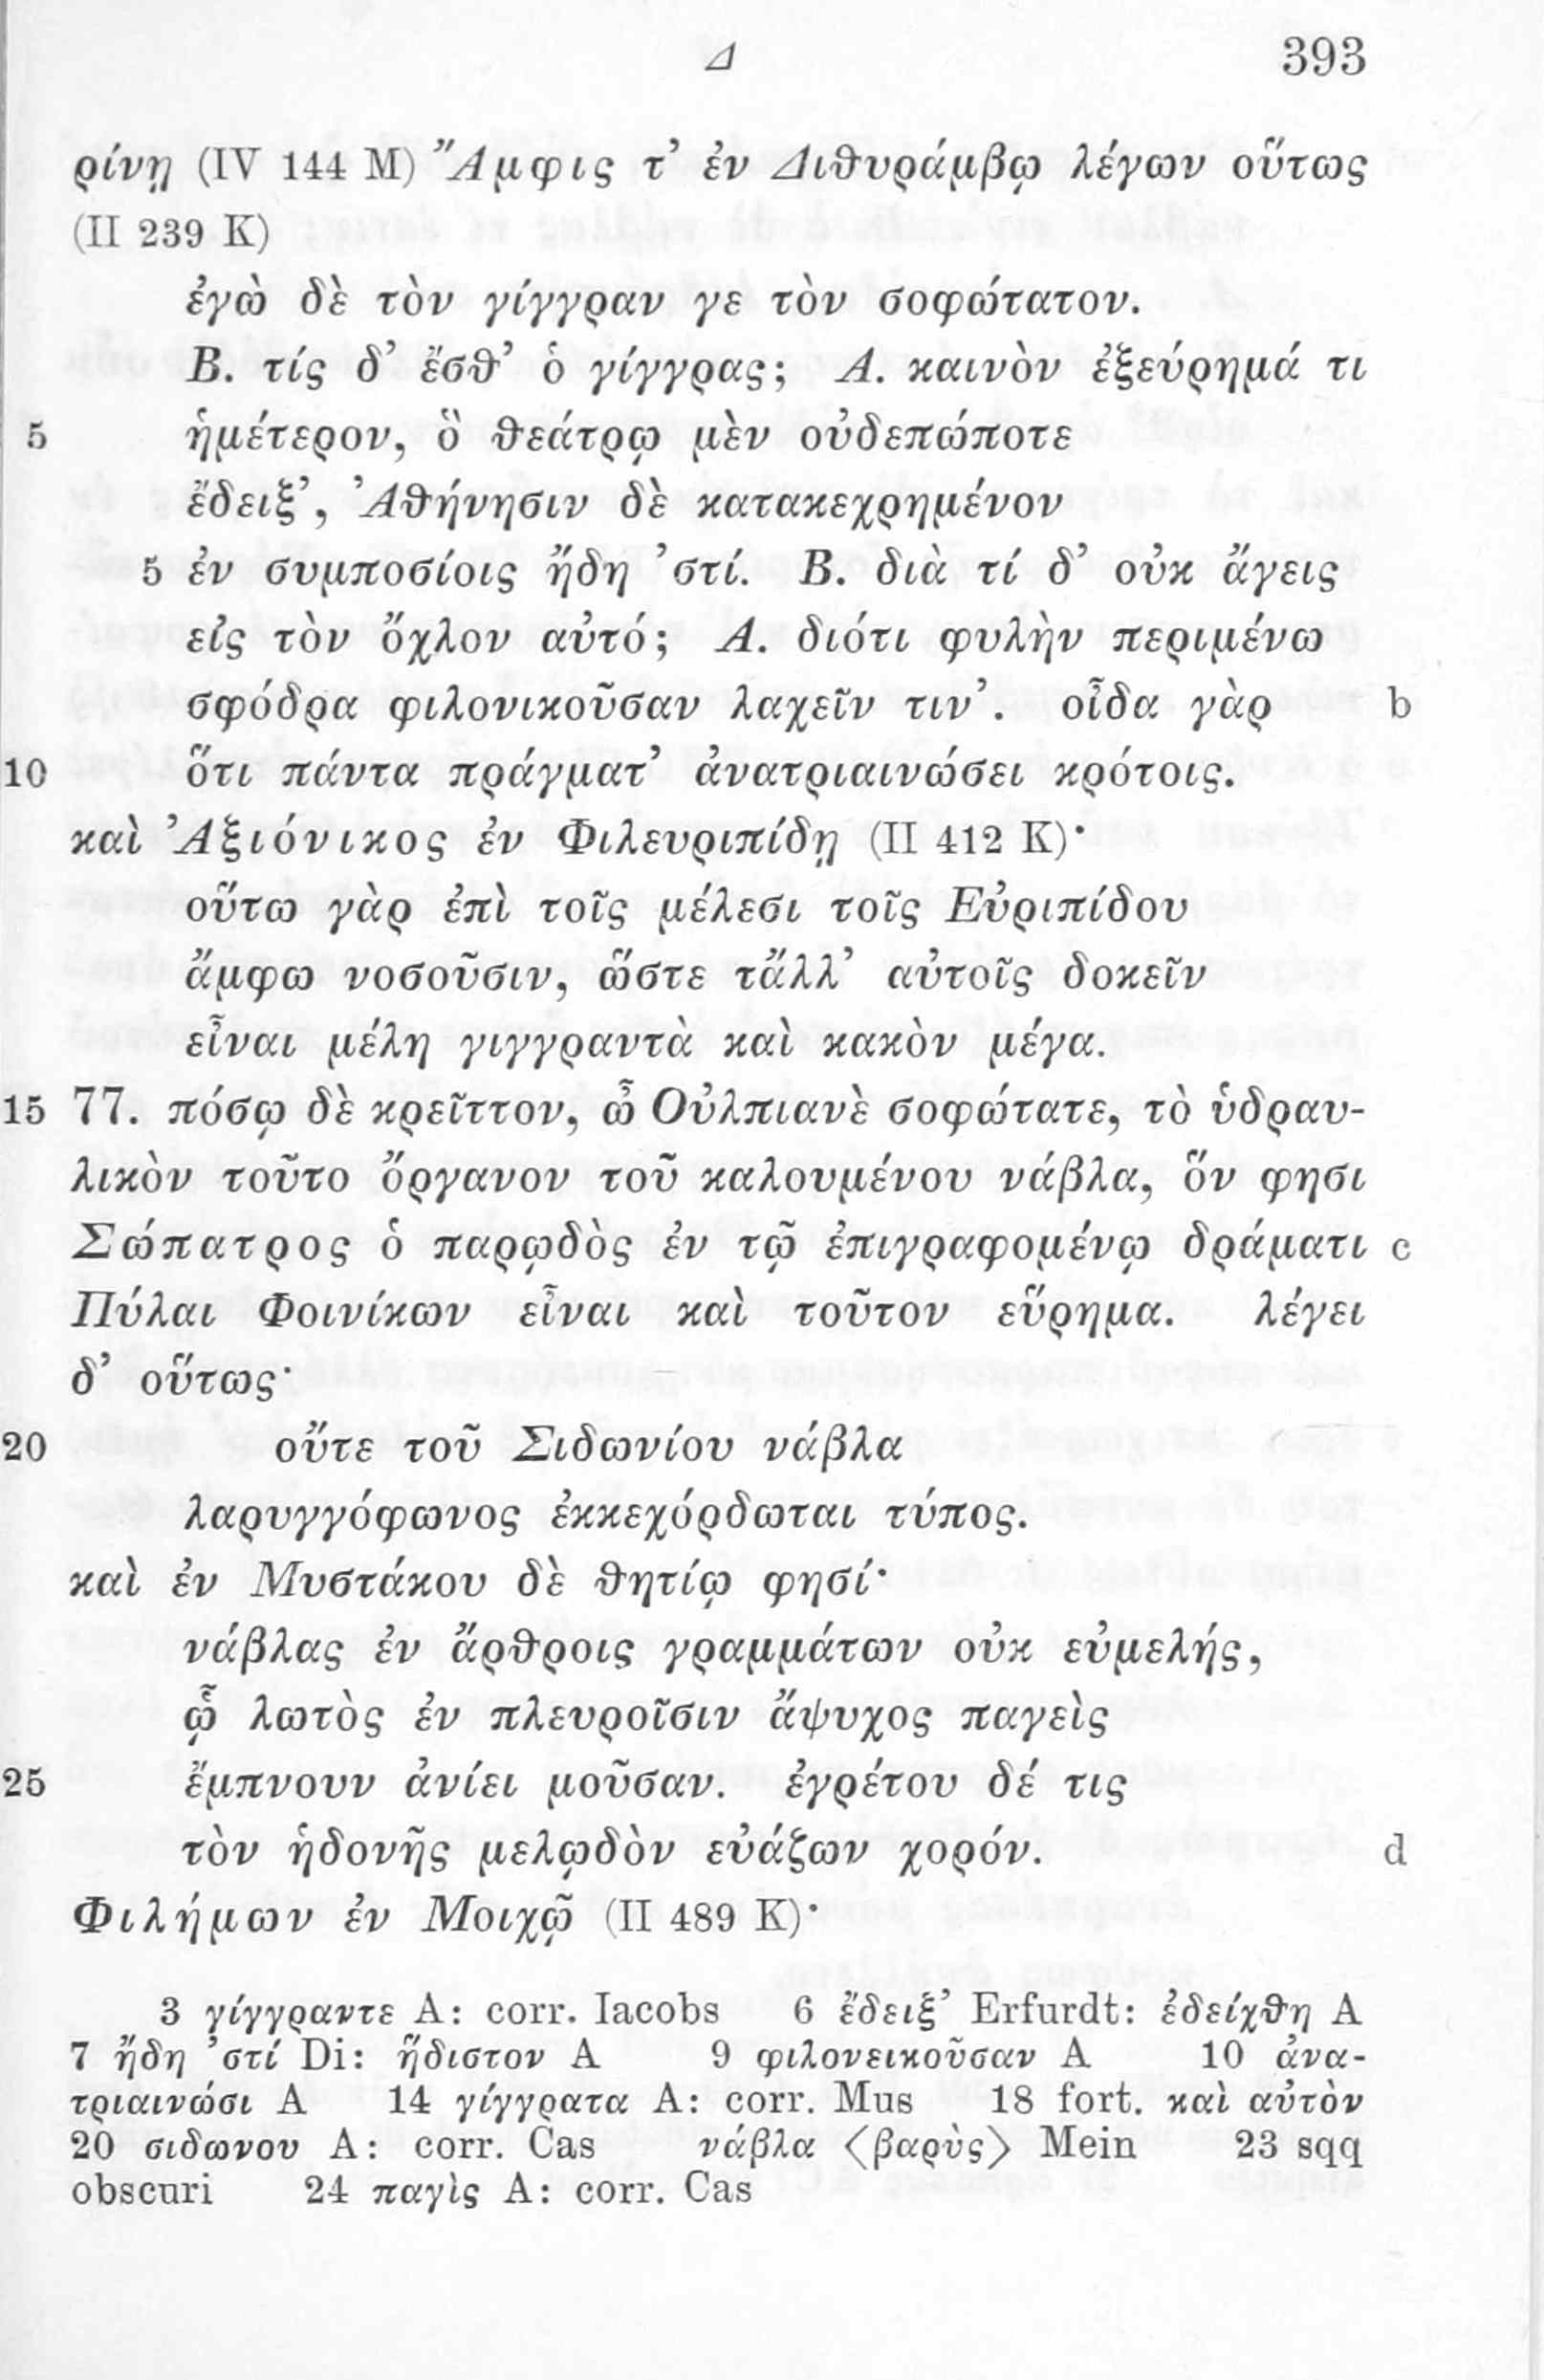 Δ 393
ρίνῃ (IV 144 M) Ἄμφις τ’ ἐν Διθυράμβῳ λέγων οὕτως
(II 239 K)
ἐγὼ δὲ τὸν γίγγραν γε τὸν σοφώτατον.
Β. τίς δ’ ἔσθ’ ὁ γίγγρας; Α. καινὸν ἐξεύρημά τι
5 ἡμέτερον, ὃ θεάτρῳ μὲν οὐδεπώποτε
ἔδειξ’, Ἀθήνησιν δὲ κατακεχρημένον
5 ἐν συμποσίοις ἤδη ’στί. Β. διὰ τί δ’ οὐκ ἄγεις
εἰς τὸν ὄχλον αὐτό; Α. διότι φυλὴν περιμένω
σφόδρα φιλονικοῦσαν λαχεῖν τιν’. οἶδα γὰρ b
10 ὅτι πάντα πράγματ’ ἀνατριαινώσει κρότοις.
καὶ Ἀξιόνικος ἐν Φιλευριπίδῃ (II 412 K)·
οὕτω γὰρ ἐπὶ τοῖς μέλεσι τοῖς Εὐριπίδου
ἄμφω νοσοῦσιν, ὥστε τἄλλ’ αὐτοῖς δοκεῖν
εἶναι μέλη γιγγραντὰ καὶ κακὸν μέγα.
15 77. πόσῳ δὲ κρεῖττον, ὦ Οὐλπιανὲ σοφώτατε, τὸ ὑδραυ-
λικὸν τοῦτο ὄργανον τοῦ καλουμένου νάβλα, ὅν φησι
Σώπατρος ὁ παρῳδὸς ἐν τῷ ἐπιγραφομένῳ δράματι c
Πύλαι Φοινίκων εἶναι καὶ τοῦτον εὕρημα. λέγει
δ’ οὕτως·
20 οὔτε τοῦ Σιδωνίου νάβλα
λαρυγγόφωνος ἐκκεχόρδωται τύπος.
καὶ ἐν Μυστάκου δὲ θητίῳ φησί·
νάβλας ἐν ἄρθροις γραμμάτων οὐκ εὐμελής,
ᾧ λωτὸς ἐν πλευροῖσιν ἄψυχος παγεὶς
25 ἔμπνουν ἀνίει μοῦσαν. ἐγρέτου δέ τις
τὸν ἡδονῆς μελῳδὸν εὐάζων χορόν. d
Φιλήμων ἐν Μοιχῷ (II 489 K)·
3 γίγγραντε A: corr. Iacobs 6 ἔδειξ’ Erfurdt: ἐδείχθη A
7 ἤδη ’στί Di: ἥδιστον A 9 φιλονεικοῦσαν A 10 ἀνα-
τριαινώσι A 14 γίγγρατα A: corr. Mus 18 fort. καὶ αὐτὸν
20 σιδωνου A: corr. Cas νάβλα <βαρὺς> Mein 23 sqq
obscuri 24 παγὶς A: corr. Cas